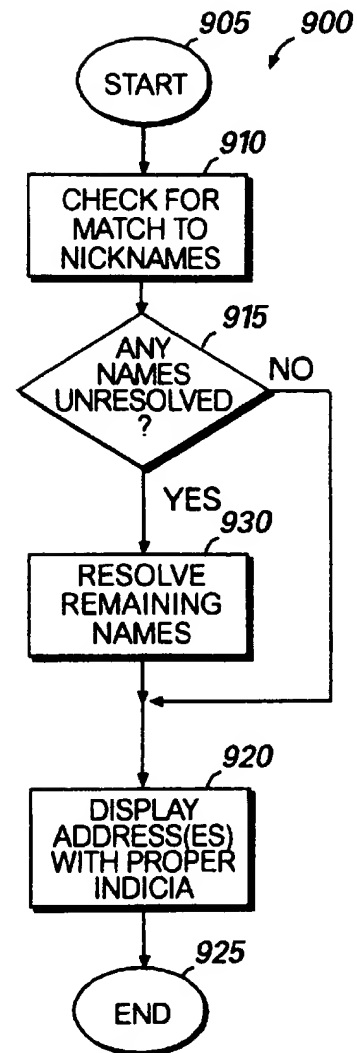 905
900
START
910
CHECK FOR
MATCH TO
NICKNAMES
915
ANY
NAMES
UNRESOLVED
?
NO
YES
930
RESOLVE
REMAINING
NAMES
920
DISPLAY
ADDRESS(ES)
WITH PROPER
INDICIA
925
END